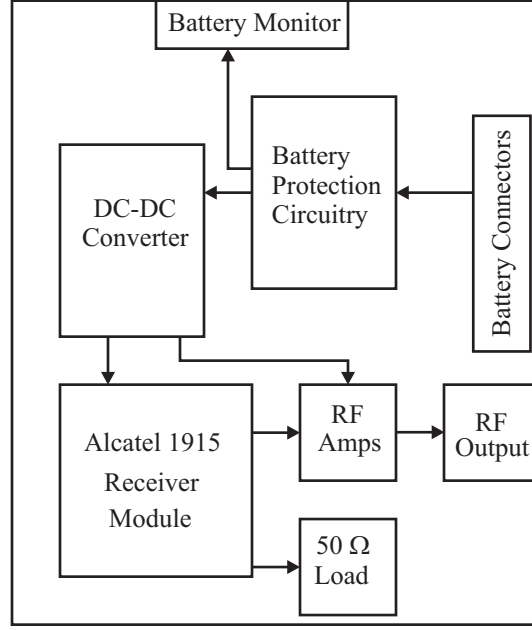 Battery Monitor
Battery
Protection
Circuitry
Battery Connectors
DC-DC
Converter
Alcatel 1915
Receiver
Module
RF
Amps
RF
Output
50 Ω
Load